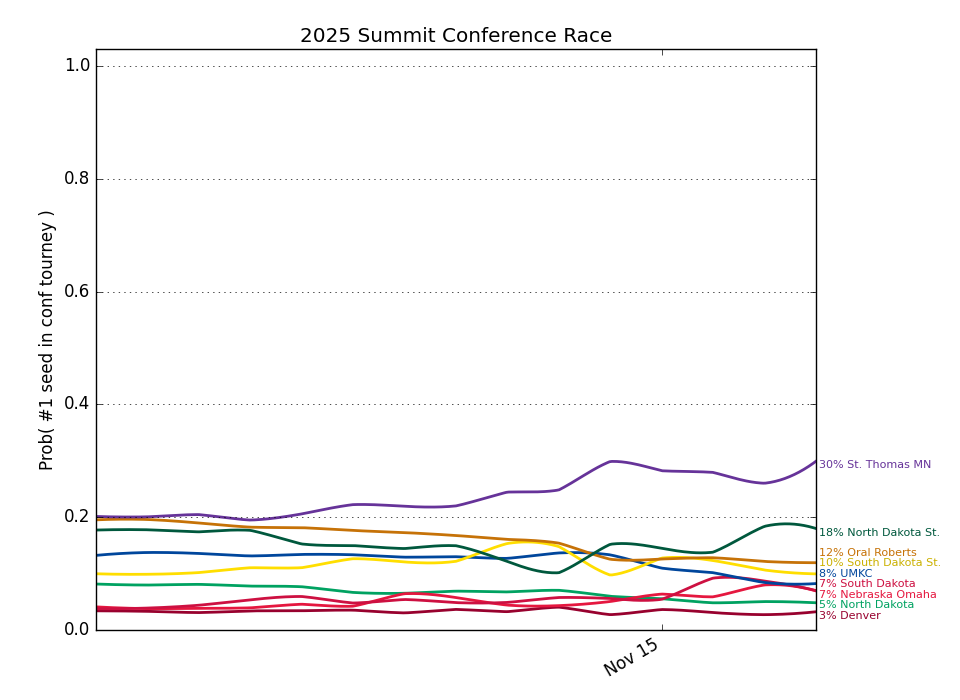 2025 Summit Conference Race
Prob( #1 seed in conf tourney )
1.0
0.8
0.6
0.4
0.2
0.0
Nov 15
30% St. Thomas MN
18% North Dakota St.
12% Oral Roberts
10% South Dakota St.
8% UMKC
7% South Dakota
7% Nebraska Omaha
5% North Dakota
3% Denver